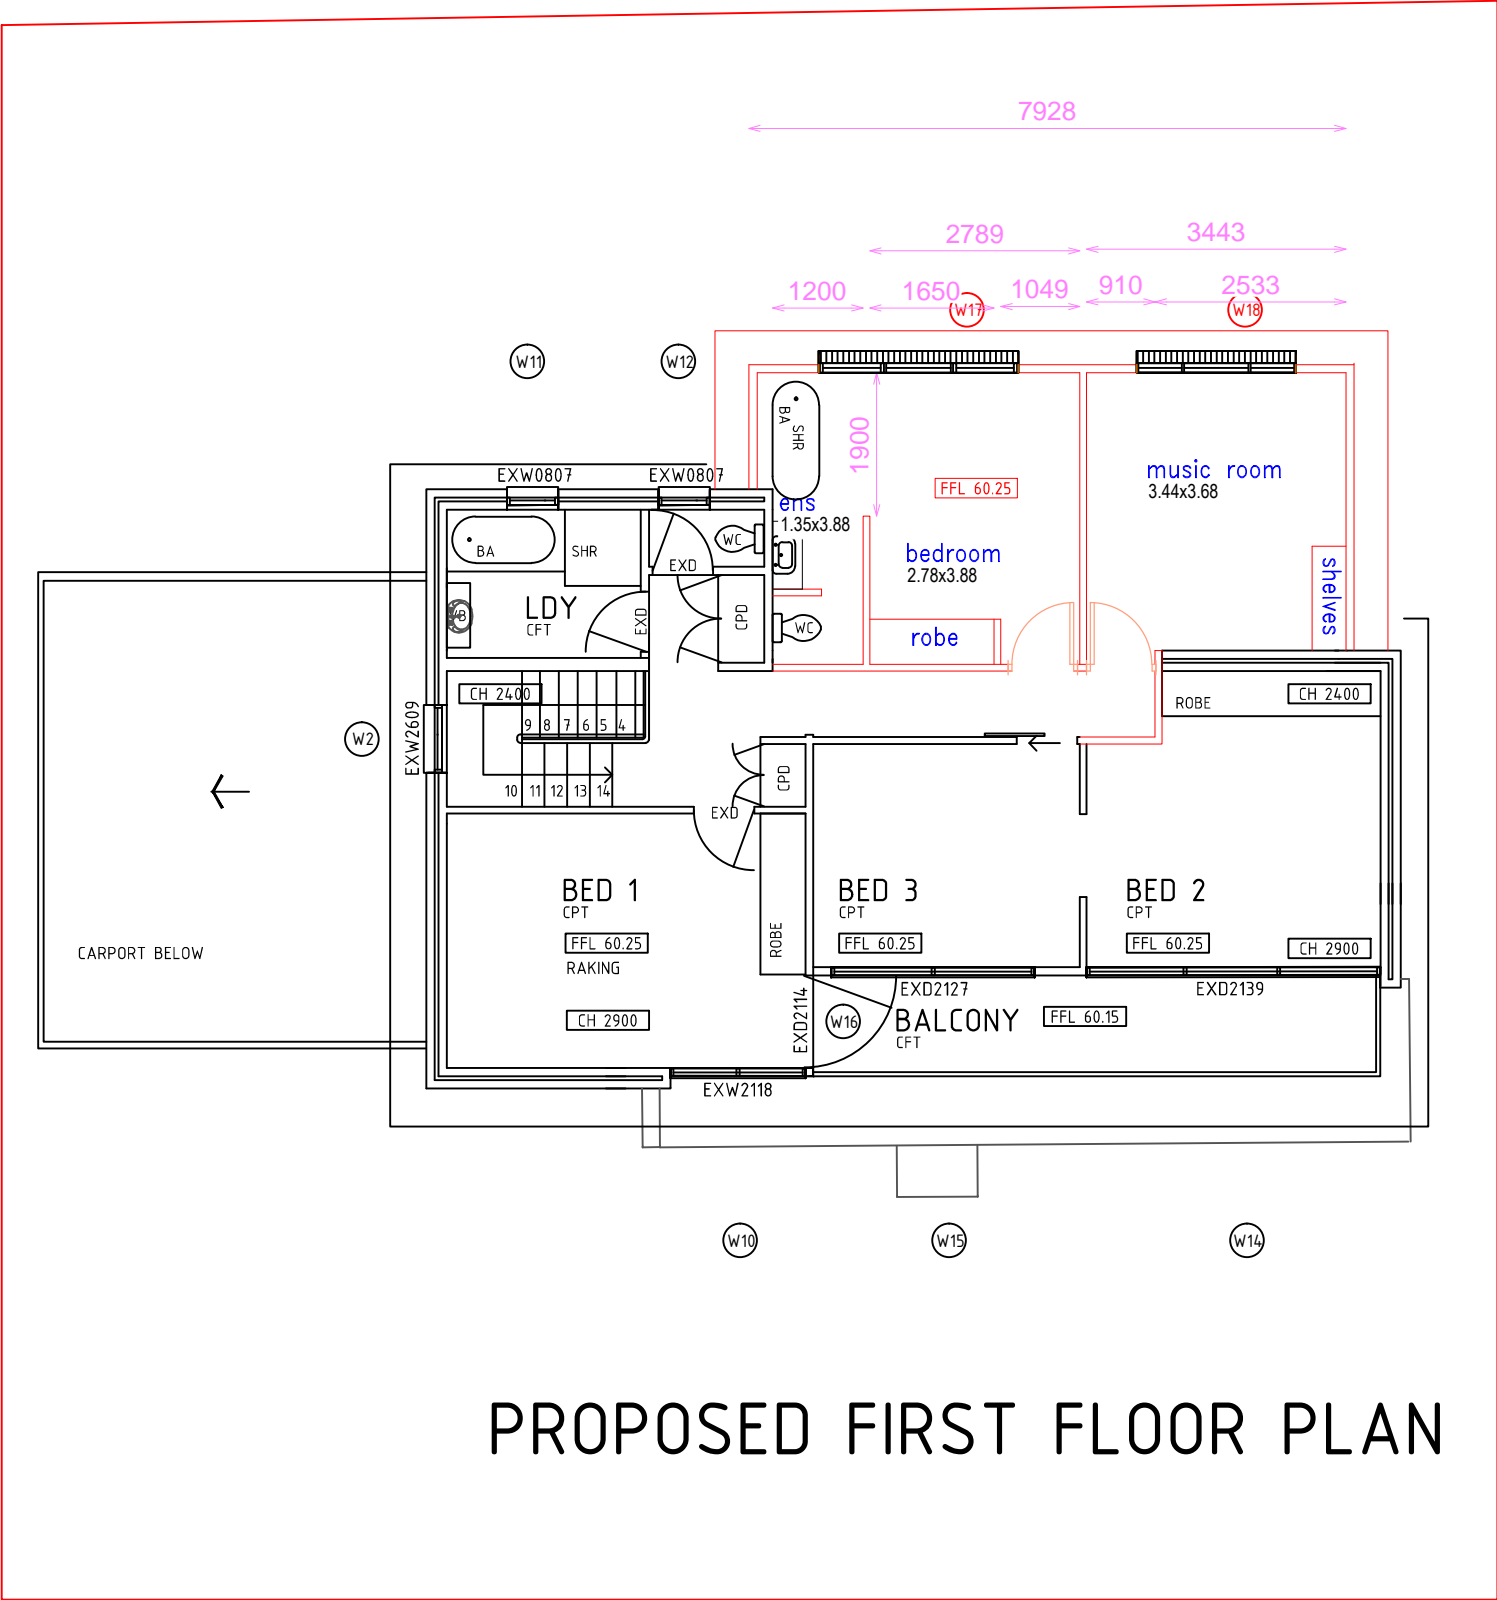 7928
2789
3443
1200
1650
1049
910
2533
W17
W18
W11
W12
1900
BA
SHR
EXW0807
EXW0807
music room
3.44x3.68
FFL 60.25
ens
1.35x3.88
bedroom
2.78x3.88
BA
SHR
WC
EXD
shelves
LDY
CFT
EXD
CPD
WC
robe
CH 2400
EXW2609
W2
9 8 7 6 5 4
10 11 12 13 14
ROBE
CH 2400
CPD
EXD
BED 1
CPT
FFL 60.25
RAKING
CH 2900
ROBE
BED 3
CPT
FFL 60.25
BED 2
CPT
FFL 60.25
CH 2900
CARPORT BELOW
EXD2127
EXD2139
EXD2114
W16
BALCONY
CFT
FFL 60.15
EXW2118
W10
W15
W14
PROPOSED FIRST FLOOR PLAN